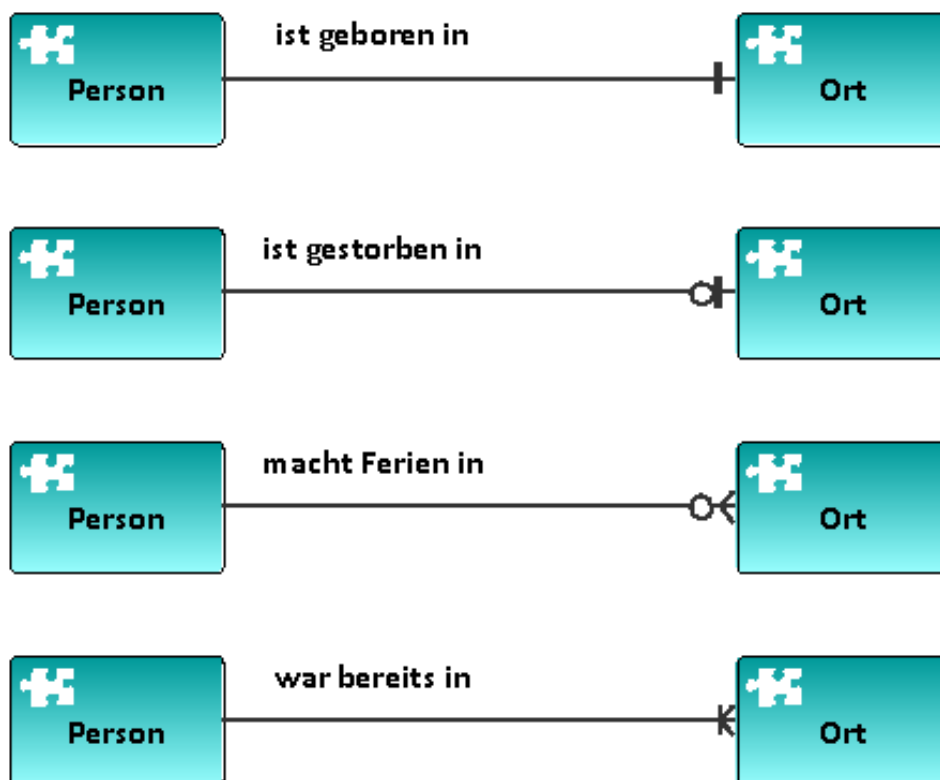 ist geboren in
Person
Ort
ist gestorben in
Person
Ort
macht Ferien in
Person
Ort
war bereits in
Person
Ort